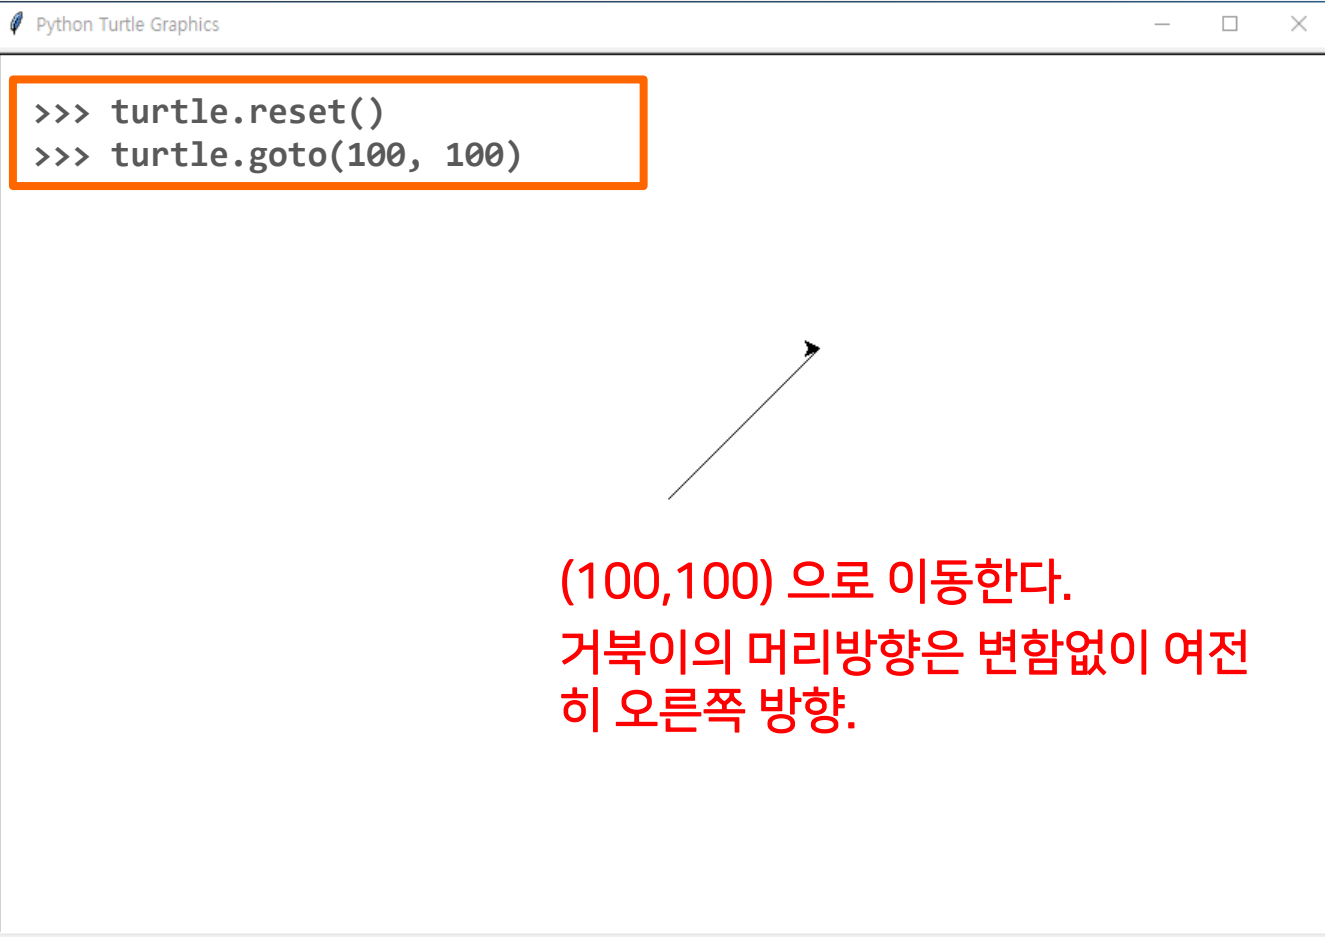 Python Turtle Graphics
>>> turtle.reset()
>>> turtle.goto(100, 100)
(100,100) 으로 이동한다.
거북이의 머리방향은 변함없이 여전
히 오른쪽 방향.